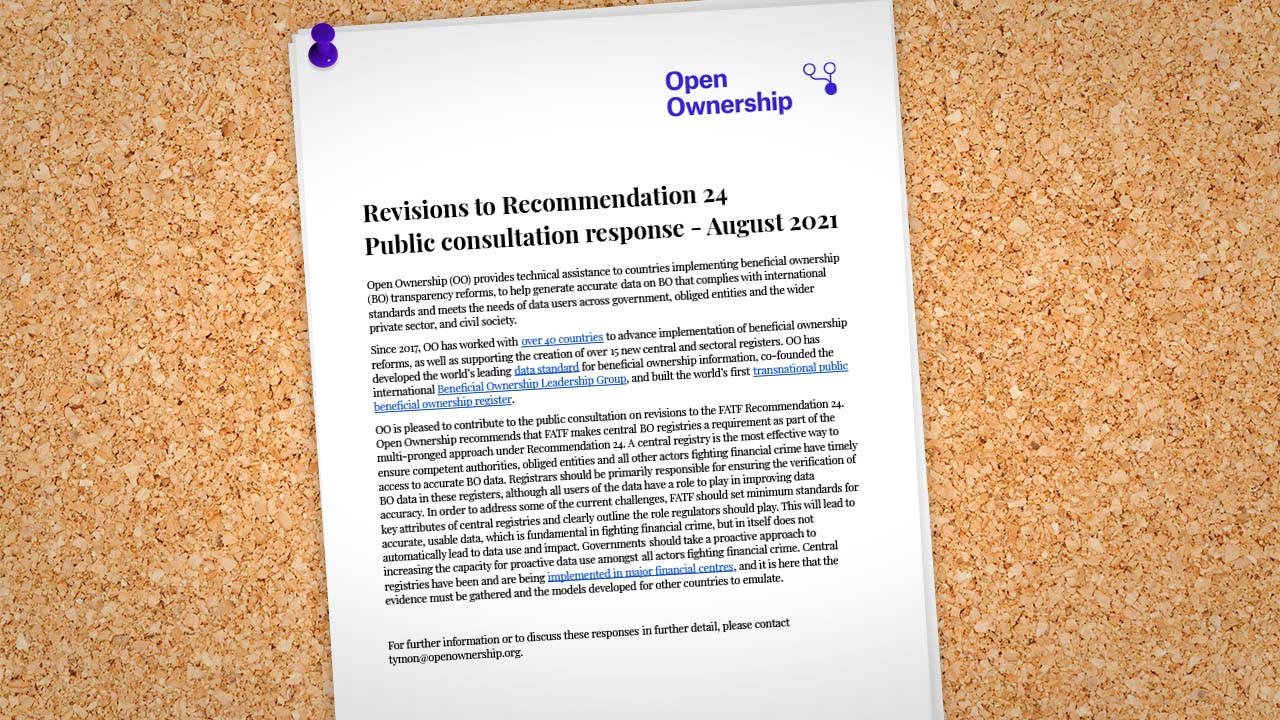 Open
Ownership
Revisions to Recommendation 24
Public consultation response - August 2021
Open Ownership (OO) provides technical assistance to countries implementing beneficial ownership
(BO) transparency reforms, to help generate accurate data on BO that complies with international
standards and meets the needs of data users across government, obliged entities and the wider
private sector, and civil society.
Since 2017, OO has worked with over 40 countries to advance implementation of beneficial ownership
reforms, as well as supporting the creation of over 15 new central and sectoral registers. OO has
developed the world's leading data standard for beneficial ownership information, co-founded the
international Beneficial Ownership Leadership Group, and built the world's first transnational public
beneficial ownership register.
OO is pleased to contribute to the public consultation on revisions to the FATF Recommendation 24.
Open Ownership recommends that FATF makes central BO registries a requirement as part of the
multi-pronged approach under Recommendation 24. A central registry is the most effective way to
ensure competent authorities, obliged entities and all other actors fighting financial crime have timely
access to accurate BO data. Registrars should be primarily responsible for ensuring the verification of
BO data in these registers, although all users of the data have a role to play in improving data
accuracy. In order to address some of the current challenges, FATF should set minimum standards for
key attributes of central registries and clearly outline the role regulators should play. This will lead to
accurate, usable data, which is fundamental in fighting financial crime, but in itself does not
automatically lead to data use and impact. Governments should take a proactive approach to
increasing the capacity for proactive data use amongst all actors fighting financial crime. Central
registries have been and are being implemented in major financial centres, and it is here that the
evidence must be gathered and the models developed for other countries to emulate.
For further information or to discuss these responses in further detail, please contact
tymon@openownership.org.